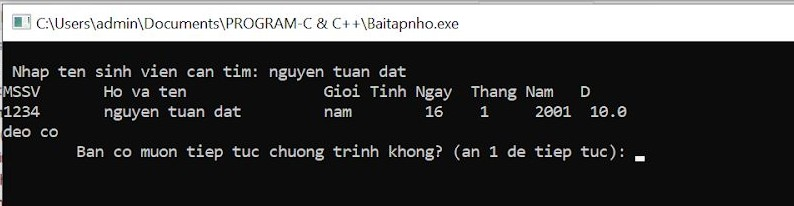 C:\Users\admin\Documents\PROGRAM-C & C++\Baitapnho.exe
Nhap ten sinh vien can tim: nguyen tuan dat
MSSV Ho va ten Gioi Tinh Ngay Thang Nam D
1234 nguyen tuan dat nam 16 1 2001 10.0
deo co
Ban co muon tiep tuc chuong trinh khong? (an 1 de tiep tuc):